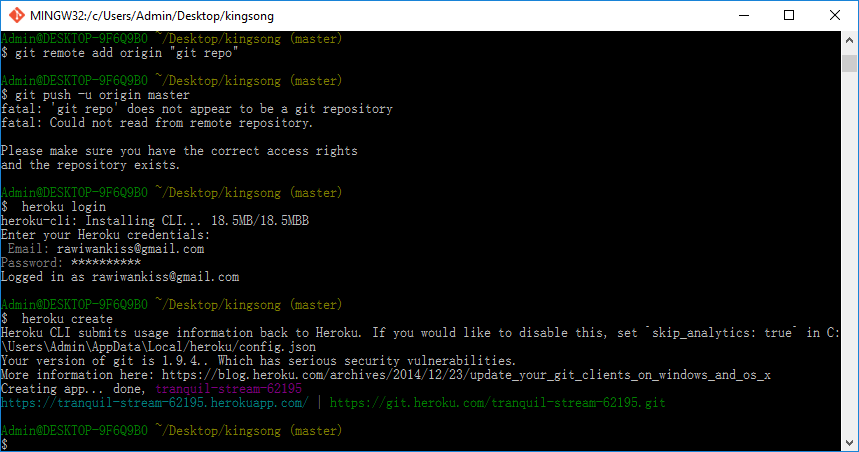 MINGW32:/c/Users/Admin/Desktop/kingsong
Admin@DESKTOP-9F6Q9B0 ~/Desktop/kingsong (master)
$ git remote add origin "git repo"
Admin@DESKTOP-9F6Q9B0 ~/Desktop/kingsong (master)
$ git push -u origin master
fatal: 'git repo' does not appear to be a git repository
fatal: Could not read from remote repository.
Please make sure you have the correct access rights
and the repository exists.
Admin@DESKTOP-9F6Q9B0 ~/Desktop/kingsong (master)
$  heroku login
heroku-cli: Installing CLI... 18.5MB/18.5MBB
Enter your Heroku credentials:
 Email: rawiwankiss@gmail.com
Password: **********
Logged in as rawiwankiss@gmail.com
Admin@DESKTOP-9F6Q9B0 ~/Desktop/kingsong (master)
$  heroku create
Heroku CLI submits usage information back to Heroku. If you would like to disable this, set `skip_analytics: true` in C:
\Users\Admin\AppData\Local/heroku/config.json
Your version of git is 1.9.4.. Which has serious security vulnerabilities.
More information here: https://blog.heroku.com/archives/2014/12/23/update_your_git_clients_on_windows_and_os_x
Creating app... done, tranquil-stream-62195
https://tranquil-stream-62195.herokuapp.com/ | https://git.heroku.com/tranquil-stream-62195.git
Admin@DESKTOP-9F6Q9B0 ~/Desktop/kingsong (master)
$